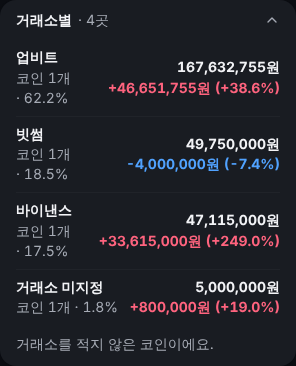 거래소별 · 4곳
업비트
코인 1개
· 62.2%
167,632,755원
+46,651,755원 (+38.6%)
빗썸
코인 1개
· 18.5%
49,750,000원
-4,000,000원 (-7.4%)
바이낸스
코인 1개
· 17.5%
47,115,000원
+33,615,000원 (+249.0%)
거래소 미지정
코인 1개 · 1.8%
5,000,000원
+800,000원 (+19.0%)
거래소를 적지 않은 코인이에요.